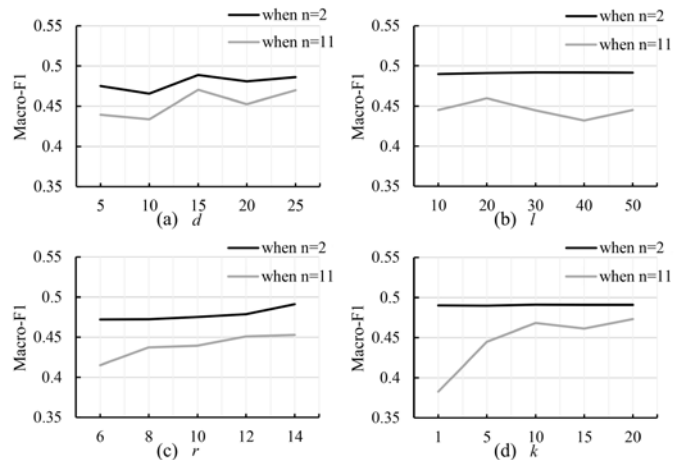 when n=2
when n=11
Macro-F1
0.55
0.5
0.45
0.4
0.35
5 10 15 20 25
(a) d
when n=2
when n=11
Macro-F1
0.55
0.5
0.45
0.4
0.35
10 20 30 40 50
(b) l
when n=2
when n=11
Macro-F1
0.55
0.5
0.45
0.4
0.35
6 8 10 12 14
(c) r
when n=2
when n=11
Macro-F1
0.55
0.5
0.45
0.4
0.35
1 5 10 15 20
(d) k